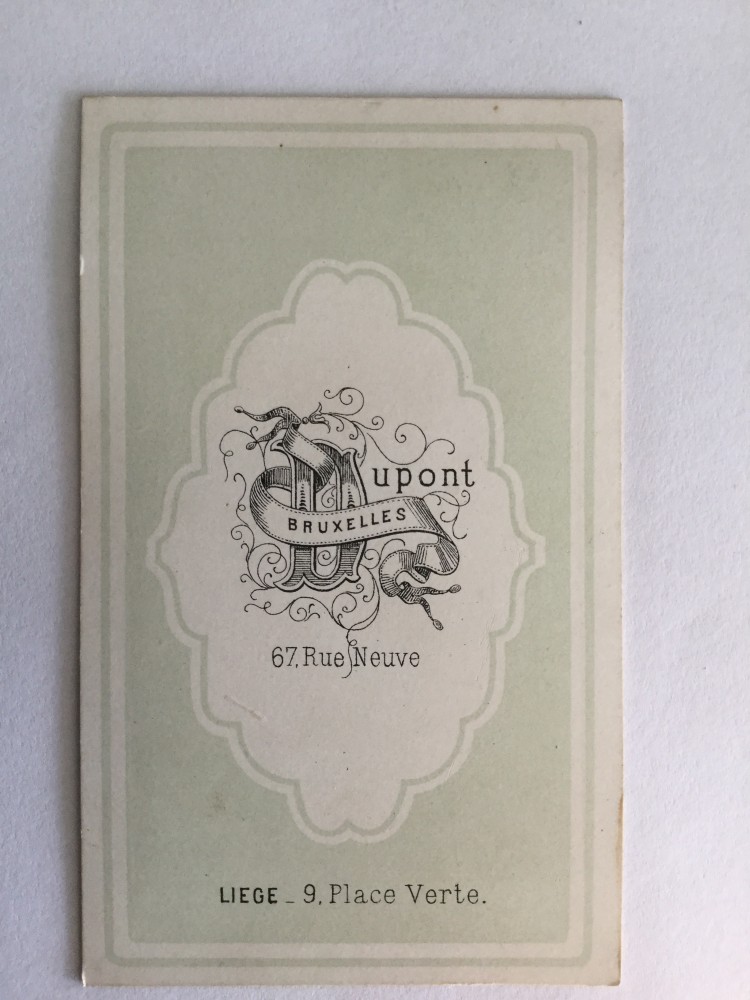 Dupont
BRUXELLES
67, Rue Neuve
LIEGE _ 9, Place Verte.